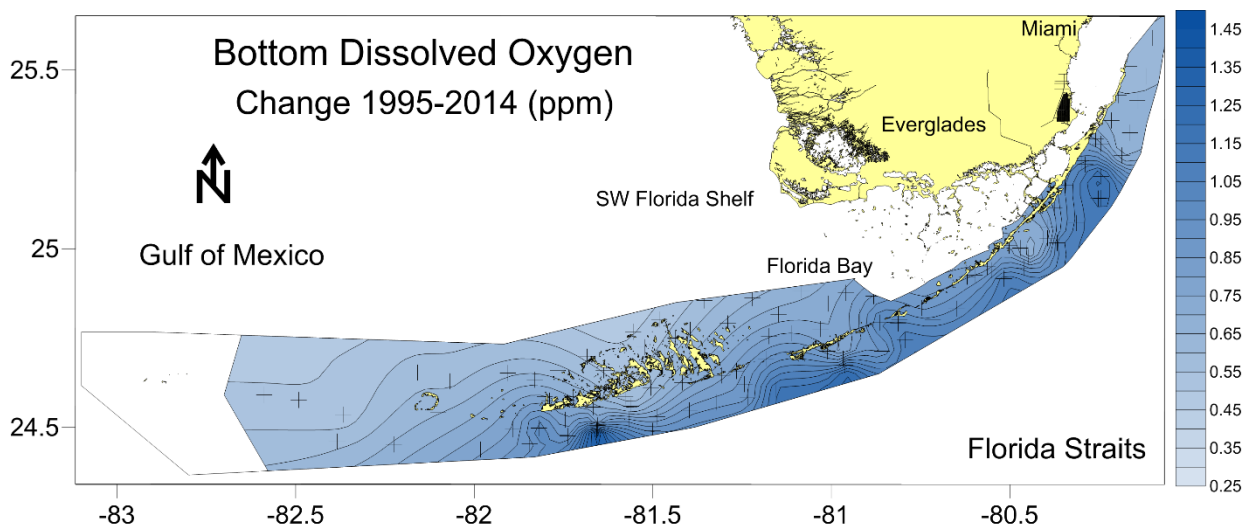 Bottom Dissolved Oxygen
Change 1995-2014 (ppm)
N
Gulf of Mexico
Miami
Everglades
SW Florida Shelf
Florida Bay
Florida Straits
25.5
25
24.5
-83
-82.5
-82
-81.5
-81
-80.5
1.45
1.35
1.25
1.15
1.05
0.95
0.85
0.75
0.65
0.55
0.45
0.35
0.25